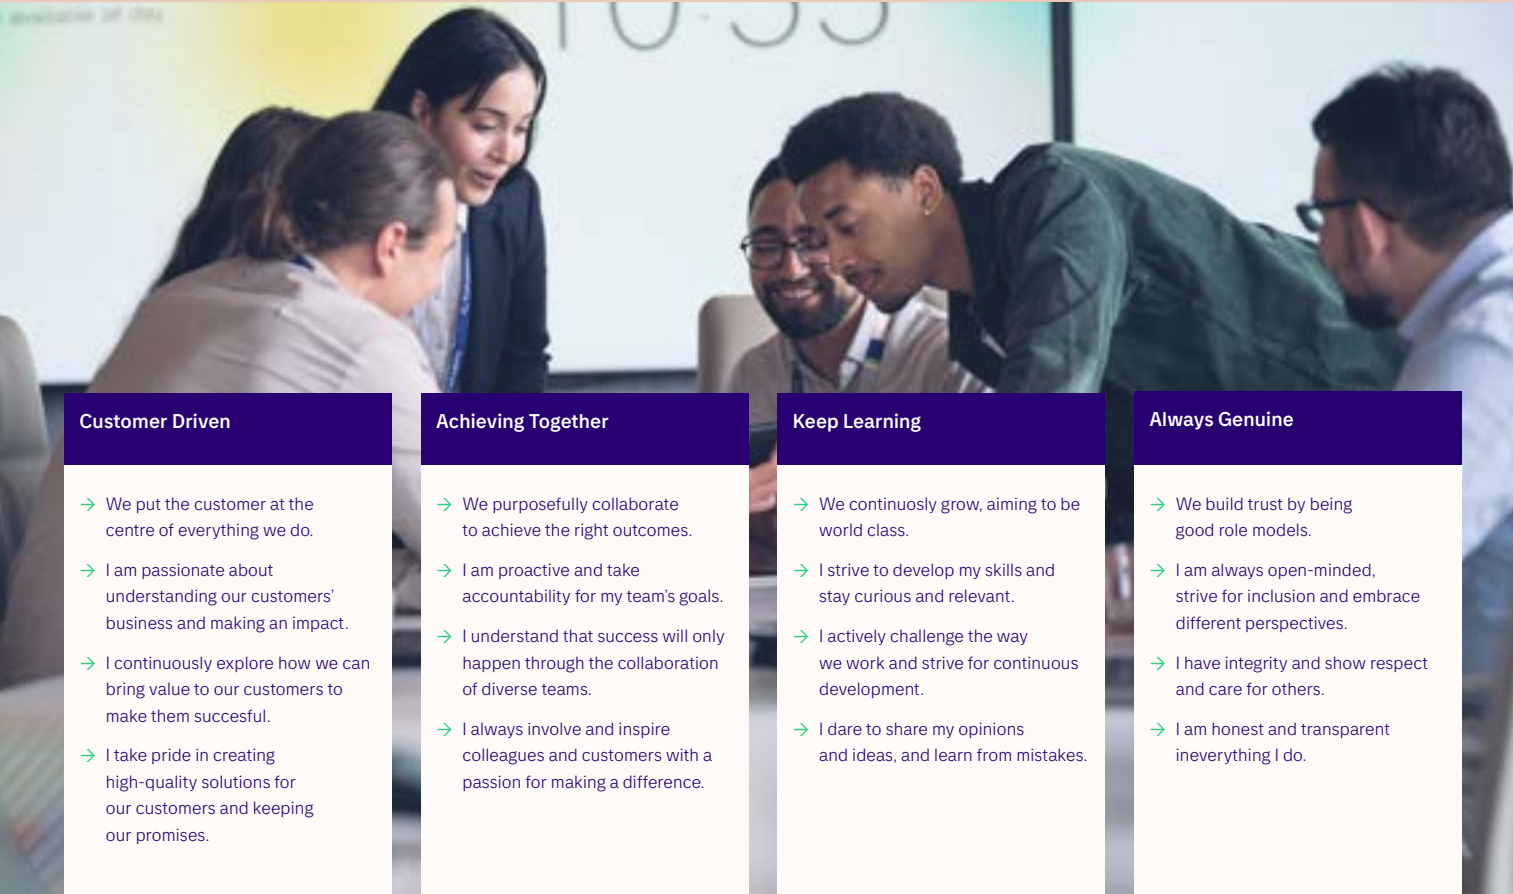 available all day
10:55
Customer Driven
We put the customer at the
centre of everything we do.
I am passionate about
understanding our customers’
business and making an impact.
I continuously explore how we can
bring value to our customers to
make them succesful.
I take pride in creating
high-quality solutions for
our customers and keeping
our promises.
Achieving Together
We purposefully collaborate
to achieve the right outcomes.
I am proactive and take
accountability for my team’s goals.
I understand that success will only
happen through the collaboration
of diverse teams.
I always involve and inspire
colleagues and customers with a
passion for making a difference.
Keep Learning
We continuosly grow, aiming to be
world class.
I strive to develop my skills and
stay curious and relevant.
I actively challenge the way
we work and strive for continuous
development.
I dare to share my opinions
and ideas, and learn from mistakes.
Always Genuine
We build trust by being
good role models.
I am always open-minded,
strive for inclusion and embrace
different perspectives.
I have integrity and show respect
and care for others.
I am honest and transparent
ineverything I do.